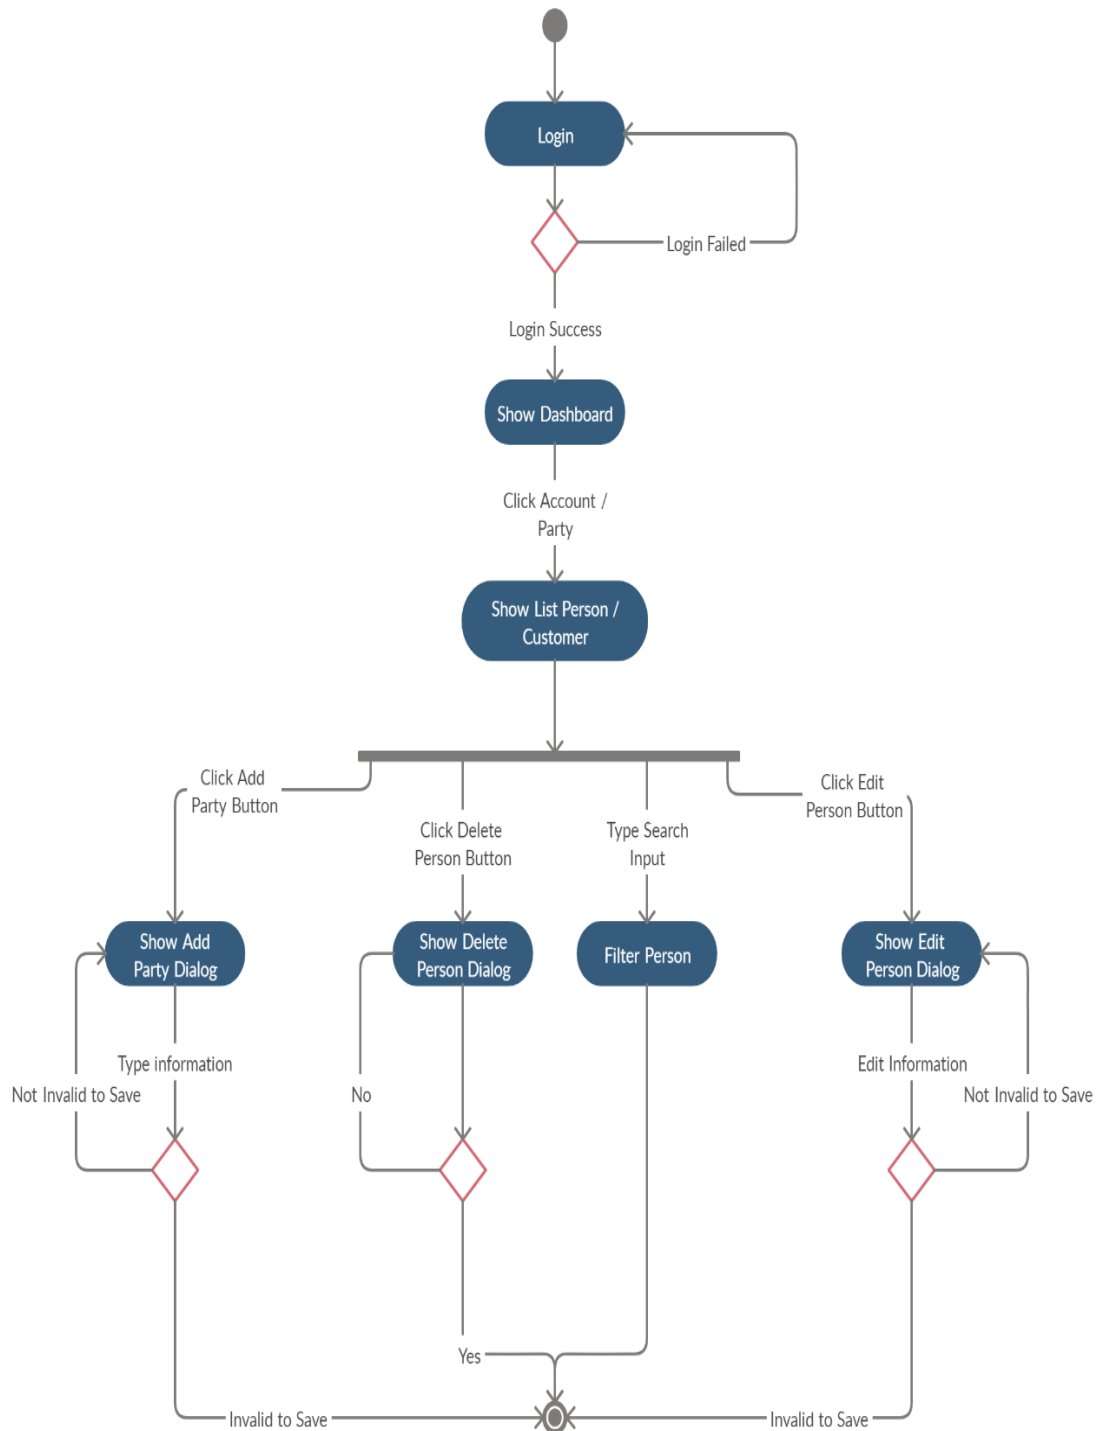 Login
Login Failed
Login Success
Show Dashboard
Click Account /
Party
Show List Person /
Customer
Click Add
Party Button
Click Delete
Person Button
Type Search
Input
Click Edit
Person Button
Show Add
Party Dialog
Show Delete
Person Dialog
Filter Person
Show Edit
Person Dialog
Type information
Not Invalid to Save
No
Edit Information
Not Invalid to Save
Yes
Invalid to Save
Invalid to Save